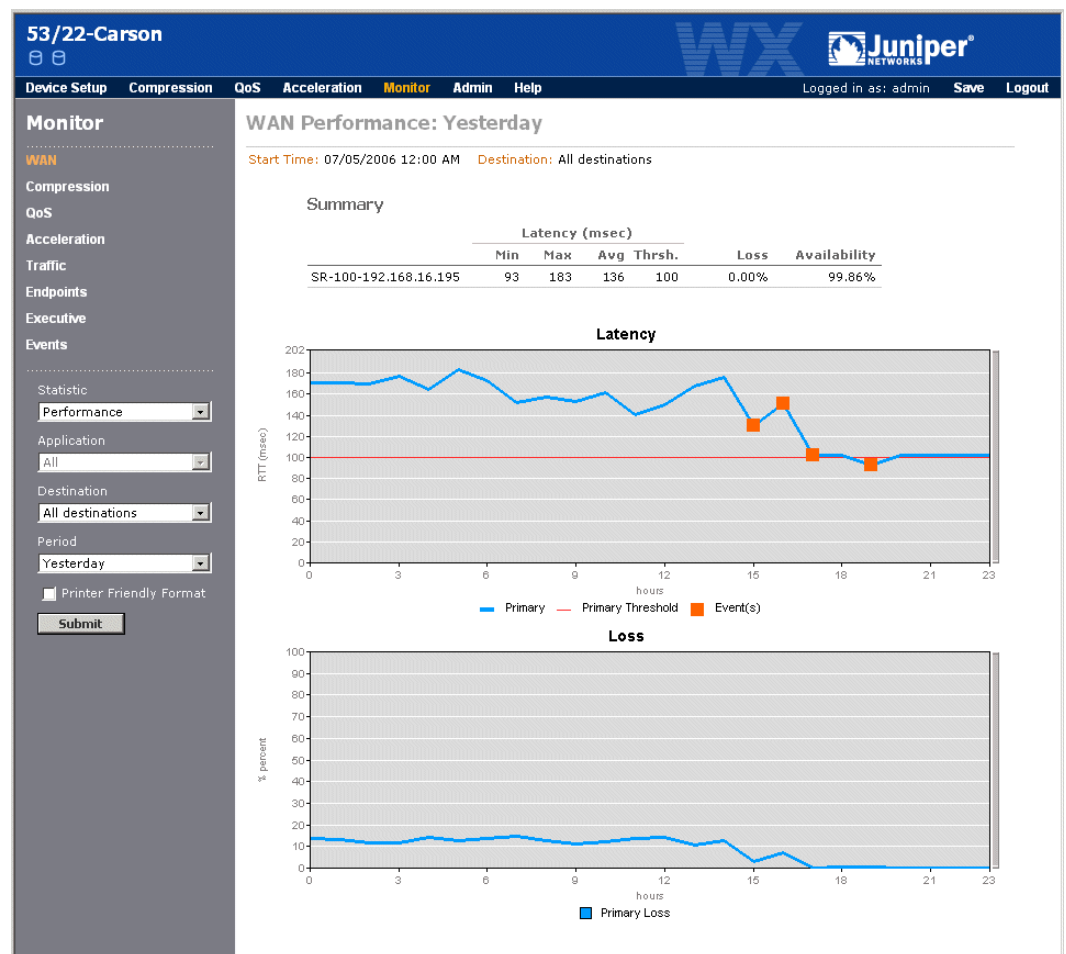 53/22-Carson
WX
Juniper®
NETWORKS
Device Setup Compression QoS Acceleration Monitor Admin Help Logged in as: admin Save Logout
Monitor
WAN
Compression
QoS
Acceleration
Traffic
Endpoints
Executive
Events
Statistic
Performance
Application
All
Destination
All destinations
Period
Yesterday
Printer Friendly Format
Submit
WAN Performance: Yesterday
Start Time: 07/05/2006 12:00 AM Destination: All destinations
Summary
Latency (msec)
Min Max Avg Thrsh. Loss Availability
SR-100-192.168.16.195 93 183 136 100 0.00% 99.86%
Latency
202
180
160
140
120
100
80
60
40
20
0
RTT (msec)
0 3 6 9 12 15 18 21 23
hours
Primary Primary Threshold Event(s)
Loss
100
90
80
70
60
50
40
30
20
10
0
% percent
0 3 6 9 12 15 18 21 23
hours
Primary Loss